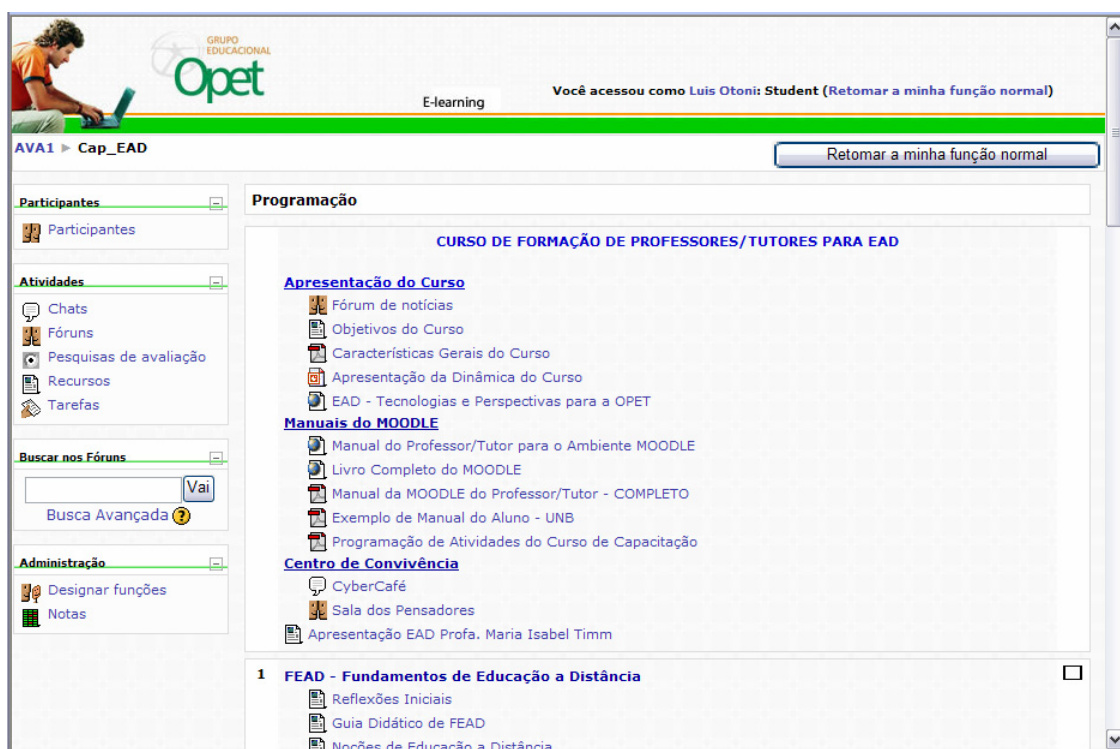 GRUPO
EDUCACIONAL
Opet
E-learning
Você acessou como Luis Otoni: Student (Retomar a minha função normal)
AVA1 ► Cap_EAD
Retomar a minha função normal
Participantes
Participantes
Atividades
Chats
Fóruns
Pesquisas de avaliação
Recursos
Tarefas
Buscar nos Fóruns
Vai
Busca Avançada ?
Administração
Designar funções
Notas
Programação
CURSO DE FORMAÇÃO DE PROFESSORES/TUTORES PARA EAD
Apresentação do Curso
Fórum de notícias
Objetivos do Curso
Características Gerais do Curso
Apresentação da Dinâmica do Curso
EAD - Tecnologias e Perspectivas para a OPET
Manuais do MOODLE
Manual do Professor/Tutor para o Ambiente MOODLE
Livro Completo do MOODLE
Manual da MOODLE do Professor/Tutor - COMPLETO
Exemplo de Manual do Aluno - UNB
Programação de Atividades do Curso de Capacitação
Centro de Convivência
CyberCafé
Sala dos Pensadores
Apresentação EAD Profa. Maria Isabel Timm
1 FEAD - Fundamentos de Educação a Distância
Reflexões Iniciais
Guia Didático de FEAD
Noções de Educação a Distância